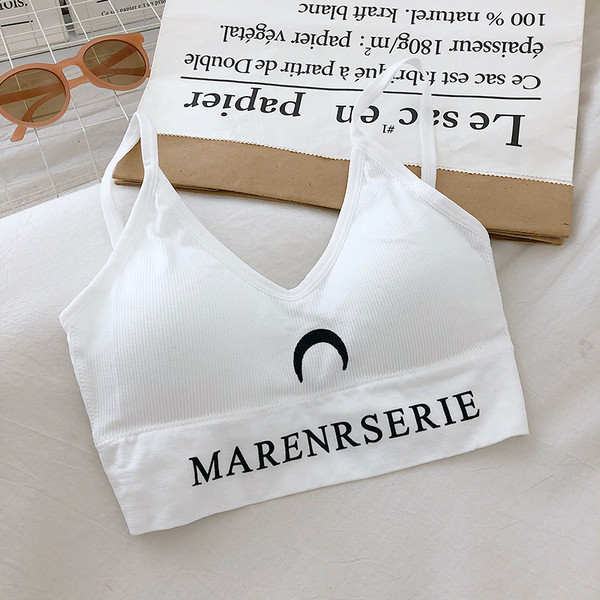 Le sac en papier
#1
Ce sac est fabriqué à partir de Double
épaisseur 180g/m²: papier végétal
100 % naturel. kraft blanc
MARENRSERIE